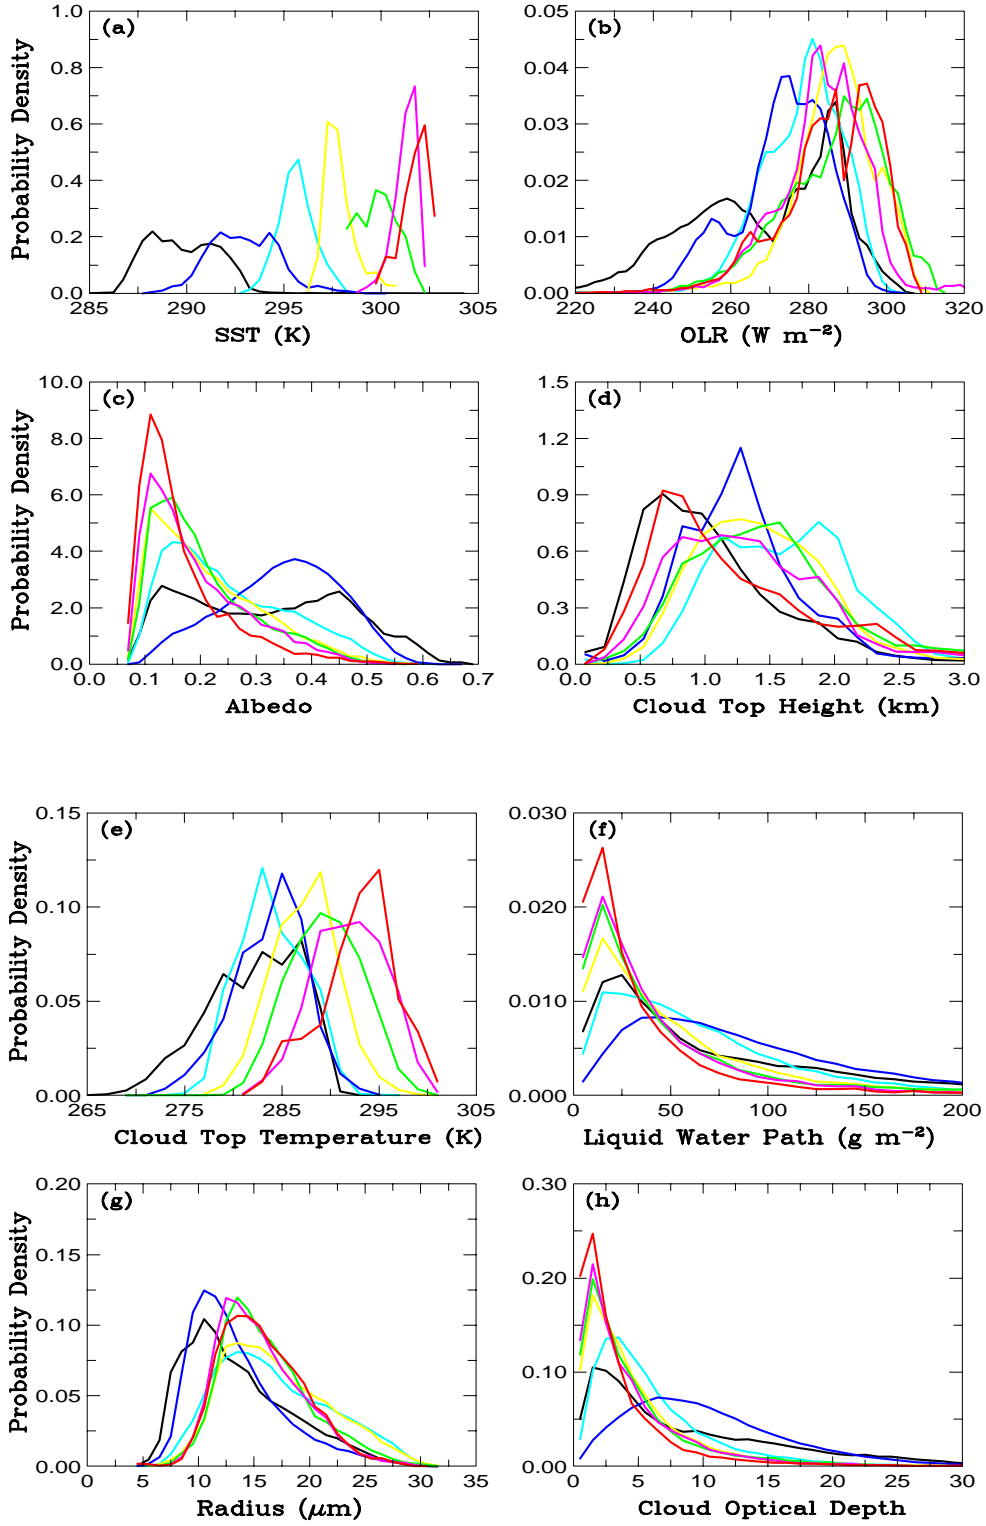 (a)
1.0
0.8
0.6
0.4
0.2
0.0
Probability Density
285 290 295 300 305
SST (K)
(b)
0.05
0.04
0.03
0.02
0.01
0.00
220 240 260 280 300 320
OLR (W m⁻²)
(c)
10.0
8.0
6.0
4.0
2.0
0.0
Probability Density
0.0 0.1 0.2 0.3 0.4 0.5 0.6 0.7
Albedo
(d)
1.5
1.2
0.9
0.6
0.3
0.0
0.0 0.5 1.0 1.5 2.0 2.5 3.0
Cloud Top Height (km)
(e)
0.15
0.10
0.05
0.00
Probability Density
265 275 285 295 305
Cloud Top Temperature (K)
(f)
0.030
0.020
0.010
0.000
0 50 100 150 200
Liquid Water Path (g m⁻²)
(g)
0.20
0.15
0.10
0.05
0.00
Probability Density
0 5 10 15 20 25 30 35
Radius (μm)
(h)
0.30
0.20
0.10
0.00
0 5 10 15 20 25 30
Cloud Optical Depth